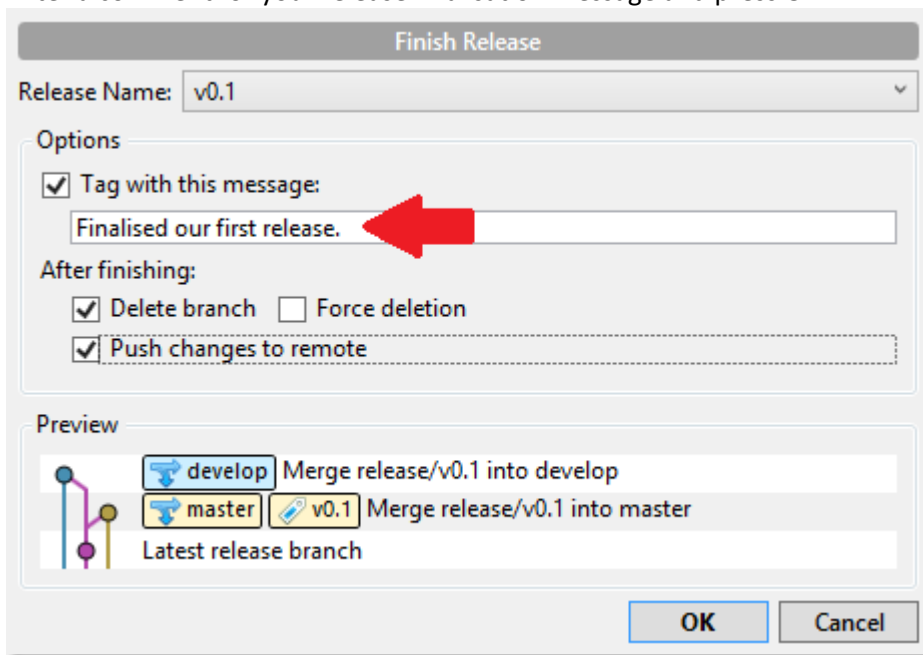 Finish Release
Release Name: v0.1
Options
Tag with this message:
Finalised our first release.
After finishing:
Delete branch Force deletion
Push changes to remote
Preview
develop Merge release/v0.1 into develop
master v0.1 Merge release/v0.1 into master
Latest release branch
OK Cancel